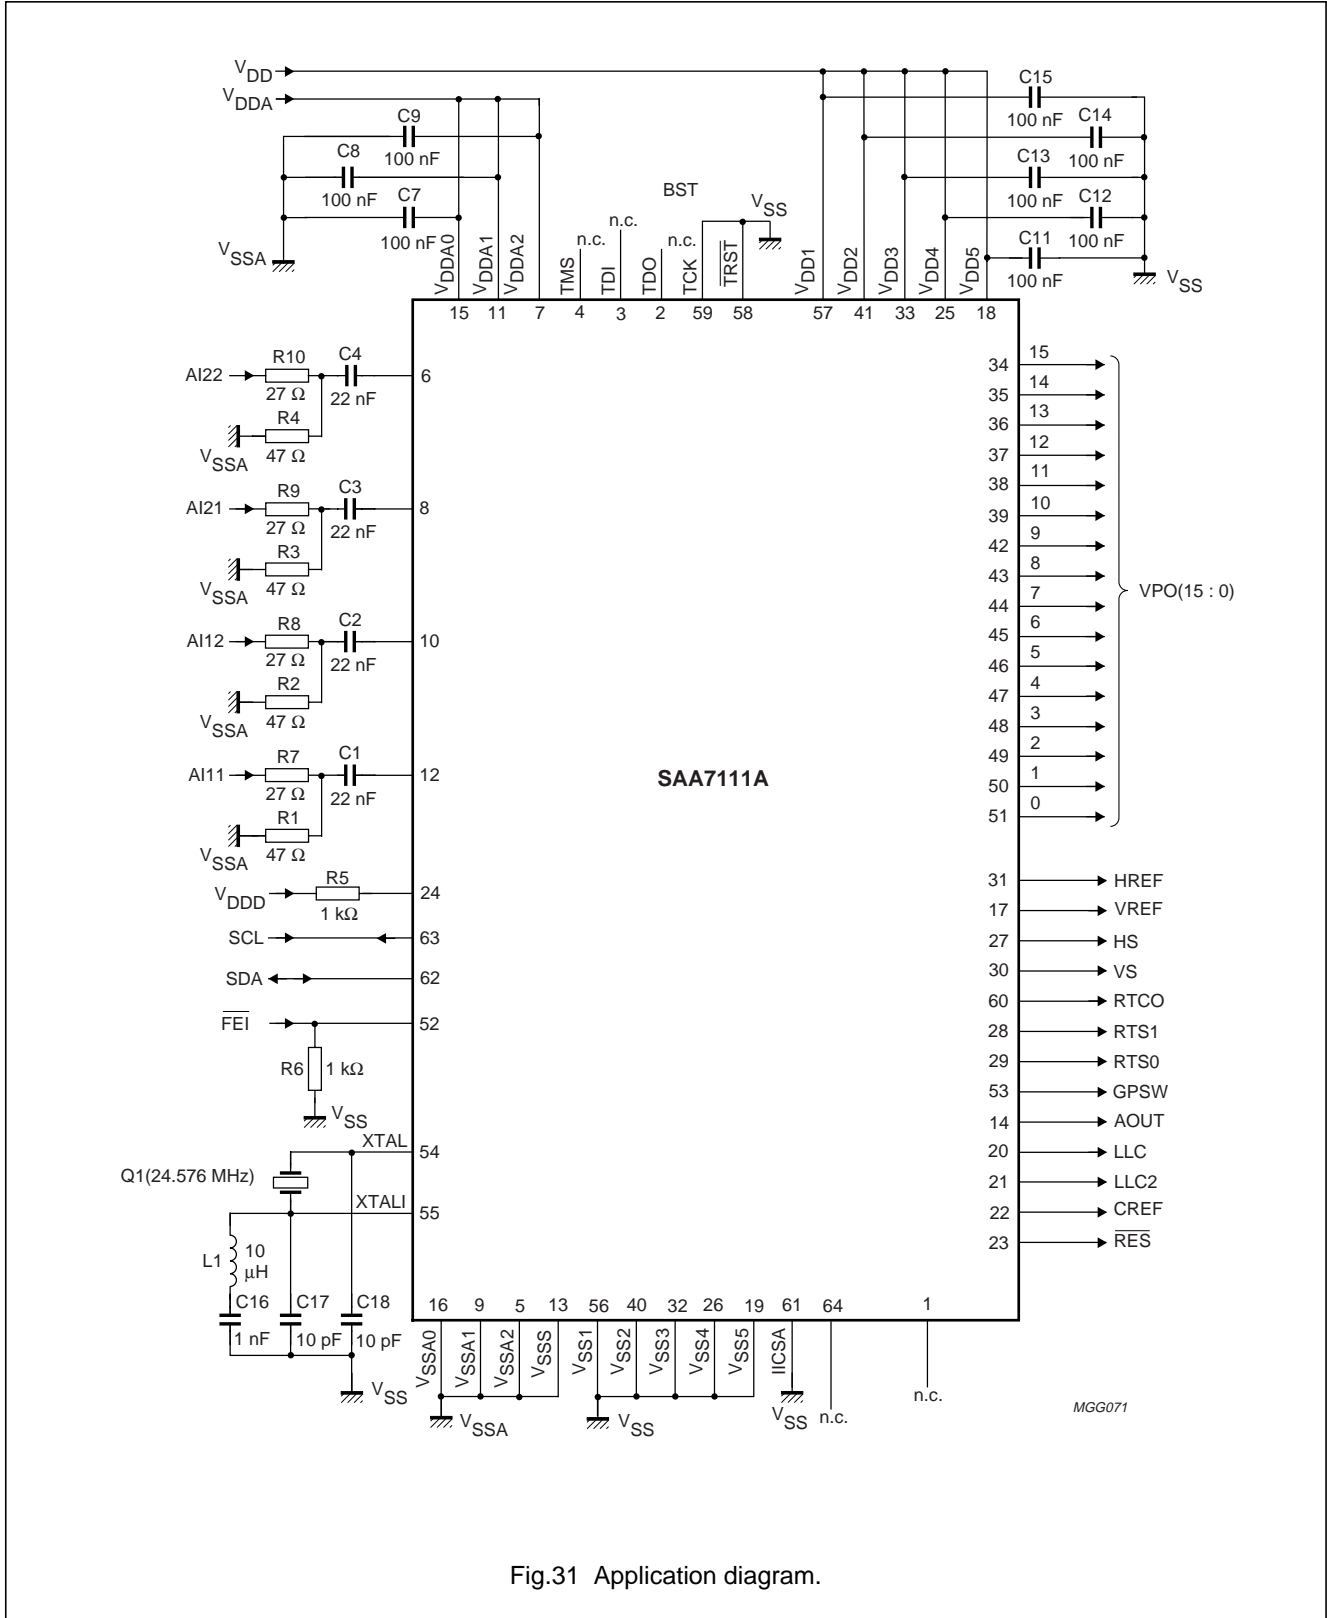 VDD
VDDA
C9
100 nF
C8
100 nF
C7
100 nF
VSSA
C15
100 nF
C14
100 nF
C13
100 nF
C12
100 nF
C11
100 nF
VSS
BST
n.c.
n.c.
n.c.
VSS
VDDA0
VDDA1
VDDA2
TMS
TDI
TDO
TCK
TRST
VDD1
VDD2
VDD3
VDD4
VDD5
15 11 7 4 3 2 59 58 57 41 33 25 18
AI22
R10
27 Ω
C4
22 nF
6
R4
47 Ω
VSSA
AI21
R9
27 Ω
C3
22 nF
8
R3
47 Ω
VSSA
AI12
R8
27 Ω
C2
22 nF
10
R2
47 Ω
VSSA
AI11
R7
27 Ω
C1
22 nF
12
R1
47 Ω
VSSA
VDDD
R5
1 kΩ
24
SCL
63
SDA
62
FEI
52
R6
1 kΩ
VSS
XTAL
54
Q1(24.576 MHz)
XTALI
55
L1
10
μH
C16
1 nF
C17
10 pF
C18
10 pF
VSS
SAA7111A
34 15
35 14
36 13
37 12
38 11
39 10
42 9
43 8
44 7
45 6
46 5
47 4
48 3
49 2
50 1
51 0
VPO(15 : 0)
31 HREF
17 VREF
27 HS
30 VS
60 RTCO
28 RTS1
29 RTS0
53 GPSW
14 AOUT
20 LLC
21 LLC2
22 CREF
23 RES
16 9 5 13 56 40 32 26 19 61 64 1
VSSA0
VSSA1
VSSA2
VSSS
VSS1
VSS2
VSS3
VSS4
VSS5
IICSA
VSSA
VSS
VSS
n.c.
n.c.
MGG071
Fig.31 Application diagram.